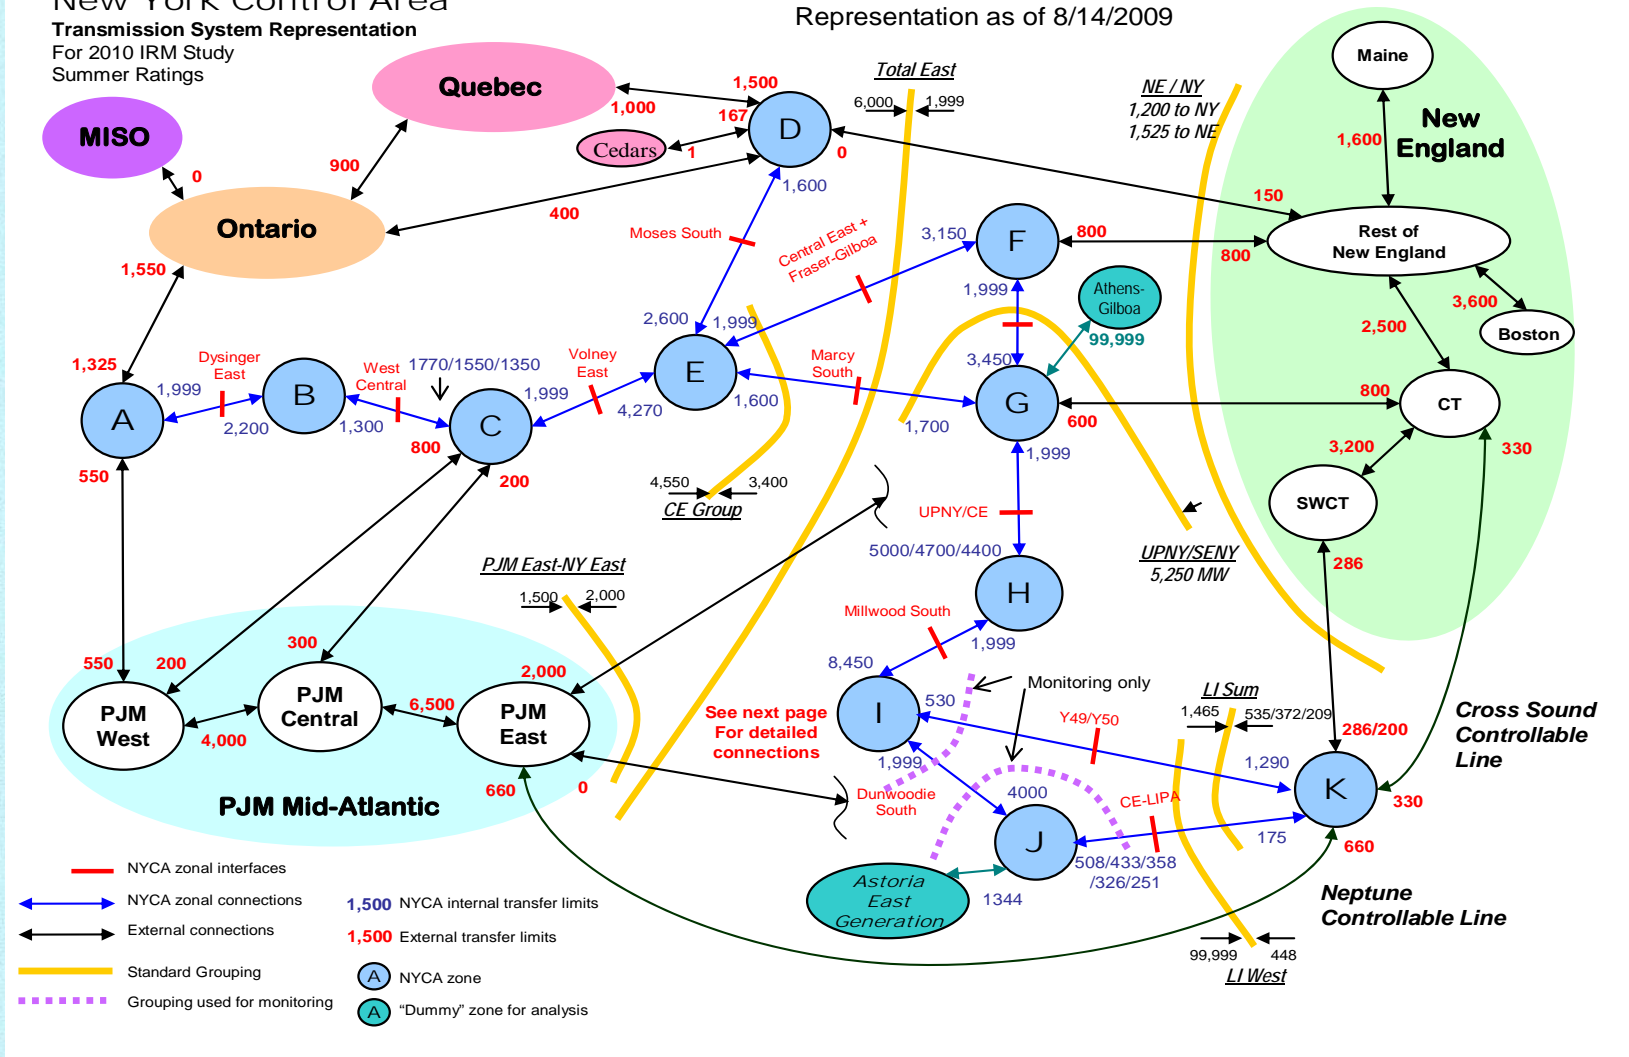 New York Control Area
Transmission System Representation
For 2010 IRM Study
Summer Ratings
Representation as of 8/14/2009
MISO
0
Quebec
900
1,000
1,500
167
Cedars
1
D
0
1,600
Ontario
400
1,550
Total East
6,000
1,999
NE / NY
1,200 to NY
1,525 to NE
Maine
1,600
New
England
150
Rest of
New England
800
800
3,600
Boston
2,500
Moses South
Central East +
Fraser-Gilboa
3,150
F
1,999
Athens-
Gilboa
99,999
3,450
1,325
Dysinger
East
1,999
A
2,200
B
West
Central
1,300
1770/1550/1350
C
1,999
Volney
East
4,270
2,600
1,999
E
1,600
Marcy
South
G
1,700
600
800
CT
1,999
3,200
330
SWCT
286
550
800
200
4,550
3,400
CE Group
UPNY/CE
5000/4700/4400
H
UPNY/SENY
5,250 MW
PJM East-NY East
1,500
2,000
Millwood South
1,999
8,450
550
200
300
2,000
PJM
West
4,000
PJM
Central
6,500
PJM
East
660
0
PJM Mid-Atlantic
See next page
For detailed
connections
I
530
1,999
Monitoring only
Y49/Y50
LI Sum
1,465
535/372/209
Cross Sound
Controllable
Line
286/200
1,290
K
330
Dunwoodie
South
4000
CE-LIPA
J
175
508/433/358
/326/251
660
Astoria
East
Generation
1344
Neptune
Controllable Line
99,999
448
LI West
NYCA zonal interfaces
NYCA zonal connections
External connections
Standard Grouping
Grouping used for monitoring
1,500 NYCA internal transfer limits
1,500 External transfer limits
A NYCA zone
A “Dummy” zone for analysis